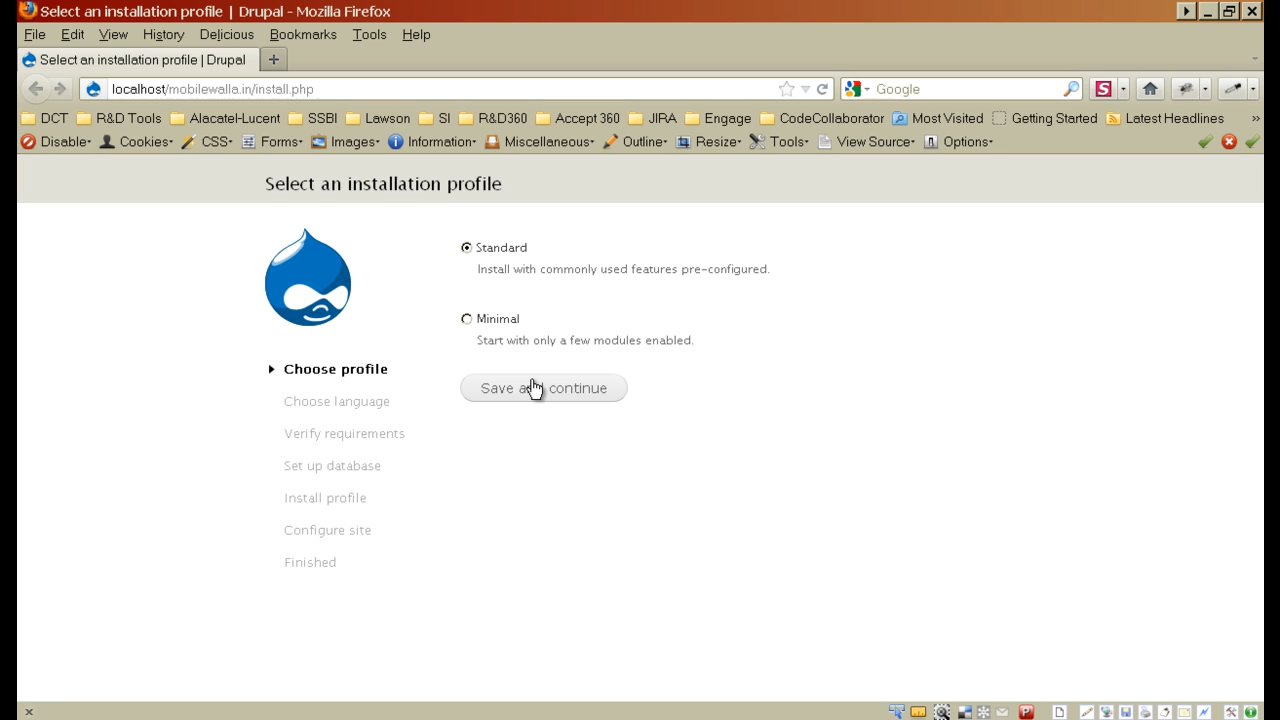 Select an installation profile | Drupal - Mozilla Firefox
File Edit View History Delicious Bookmarks Tools Help
Select an installation profile | Drupal
localhost/mobilewalla.in/install.php Google
DCT R&D Tools Alacatel-Lucent SSBI Lawson SI R&D360 Accept 360 JIRA Engage CodeCollaborator Most Visited Getting Started Latest Headlines »
Disable Cookies CSS Forms Images Information Miscellaneous Outline Resize Tools View Source Options
Select an installation profile
Standard
Install with commonly used features pre-configured.
Minimal
Start with only a few modules enabled.
Save and continue
Choose profile
Choose language
Verify requirements
Set up database
Install profile
Configure site
Finished